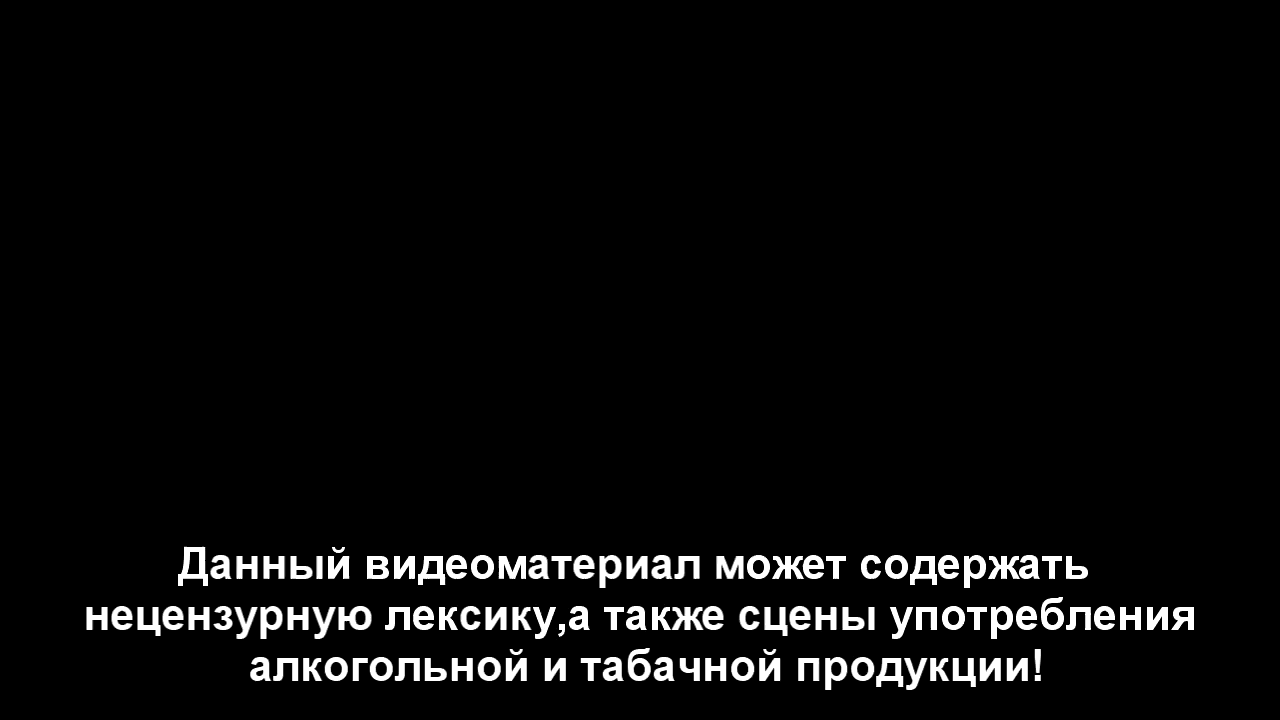 Данный видеоматериал может содержать
нецензурную лексику,а также сцены употребления
алкогольной и табачной продукции!